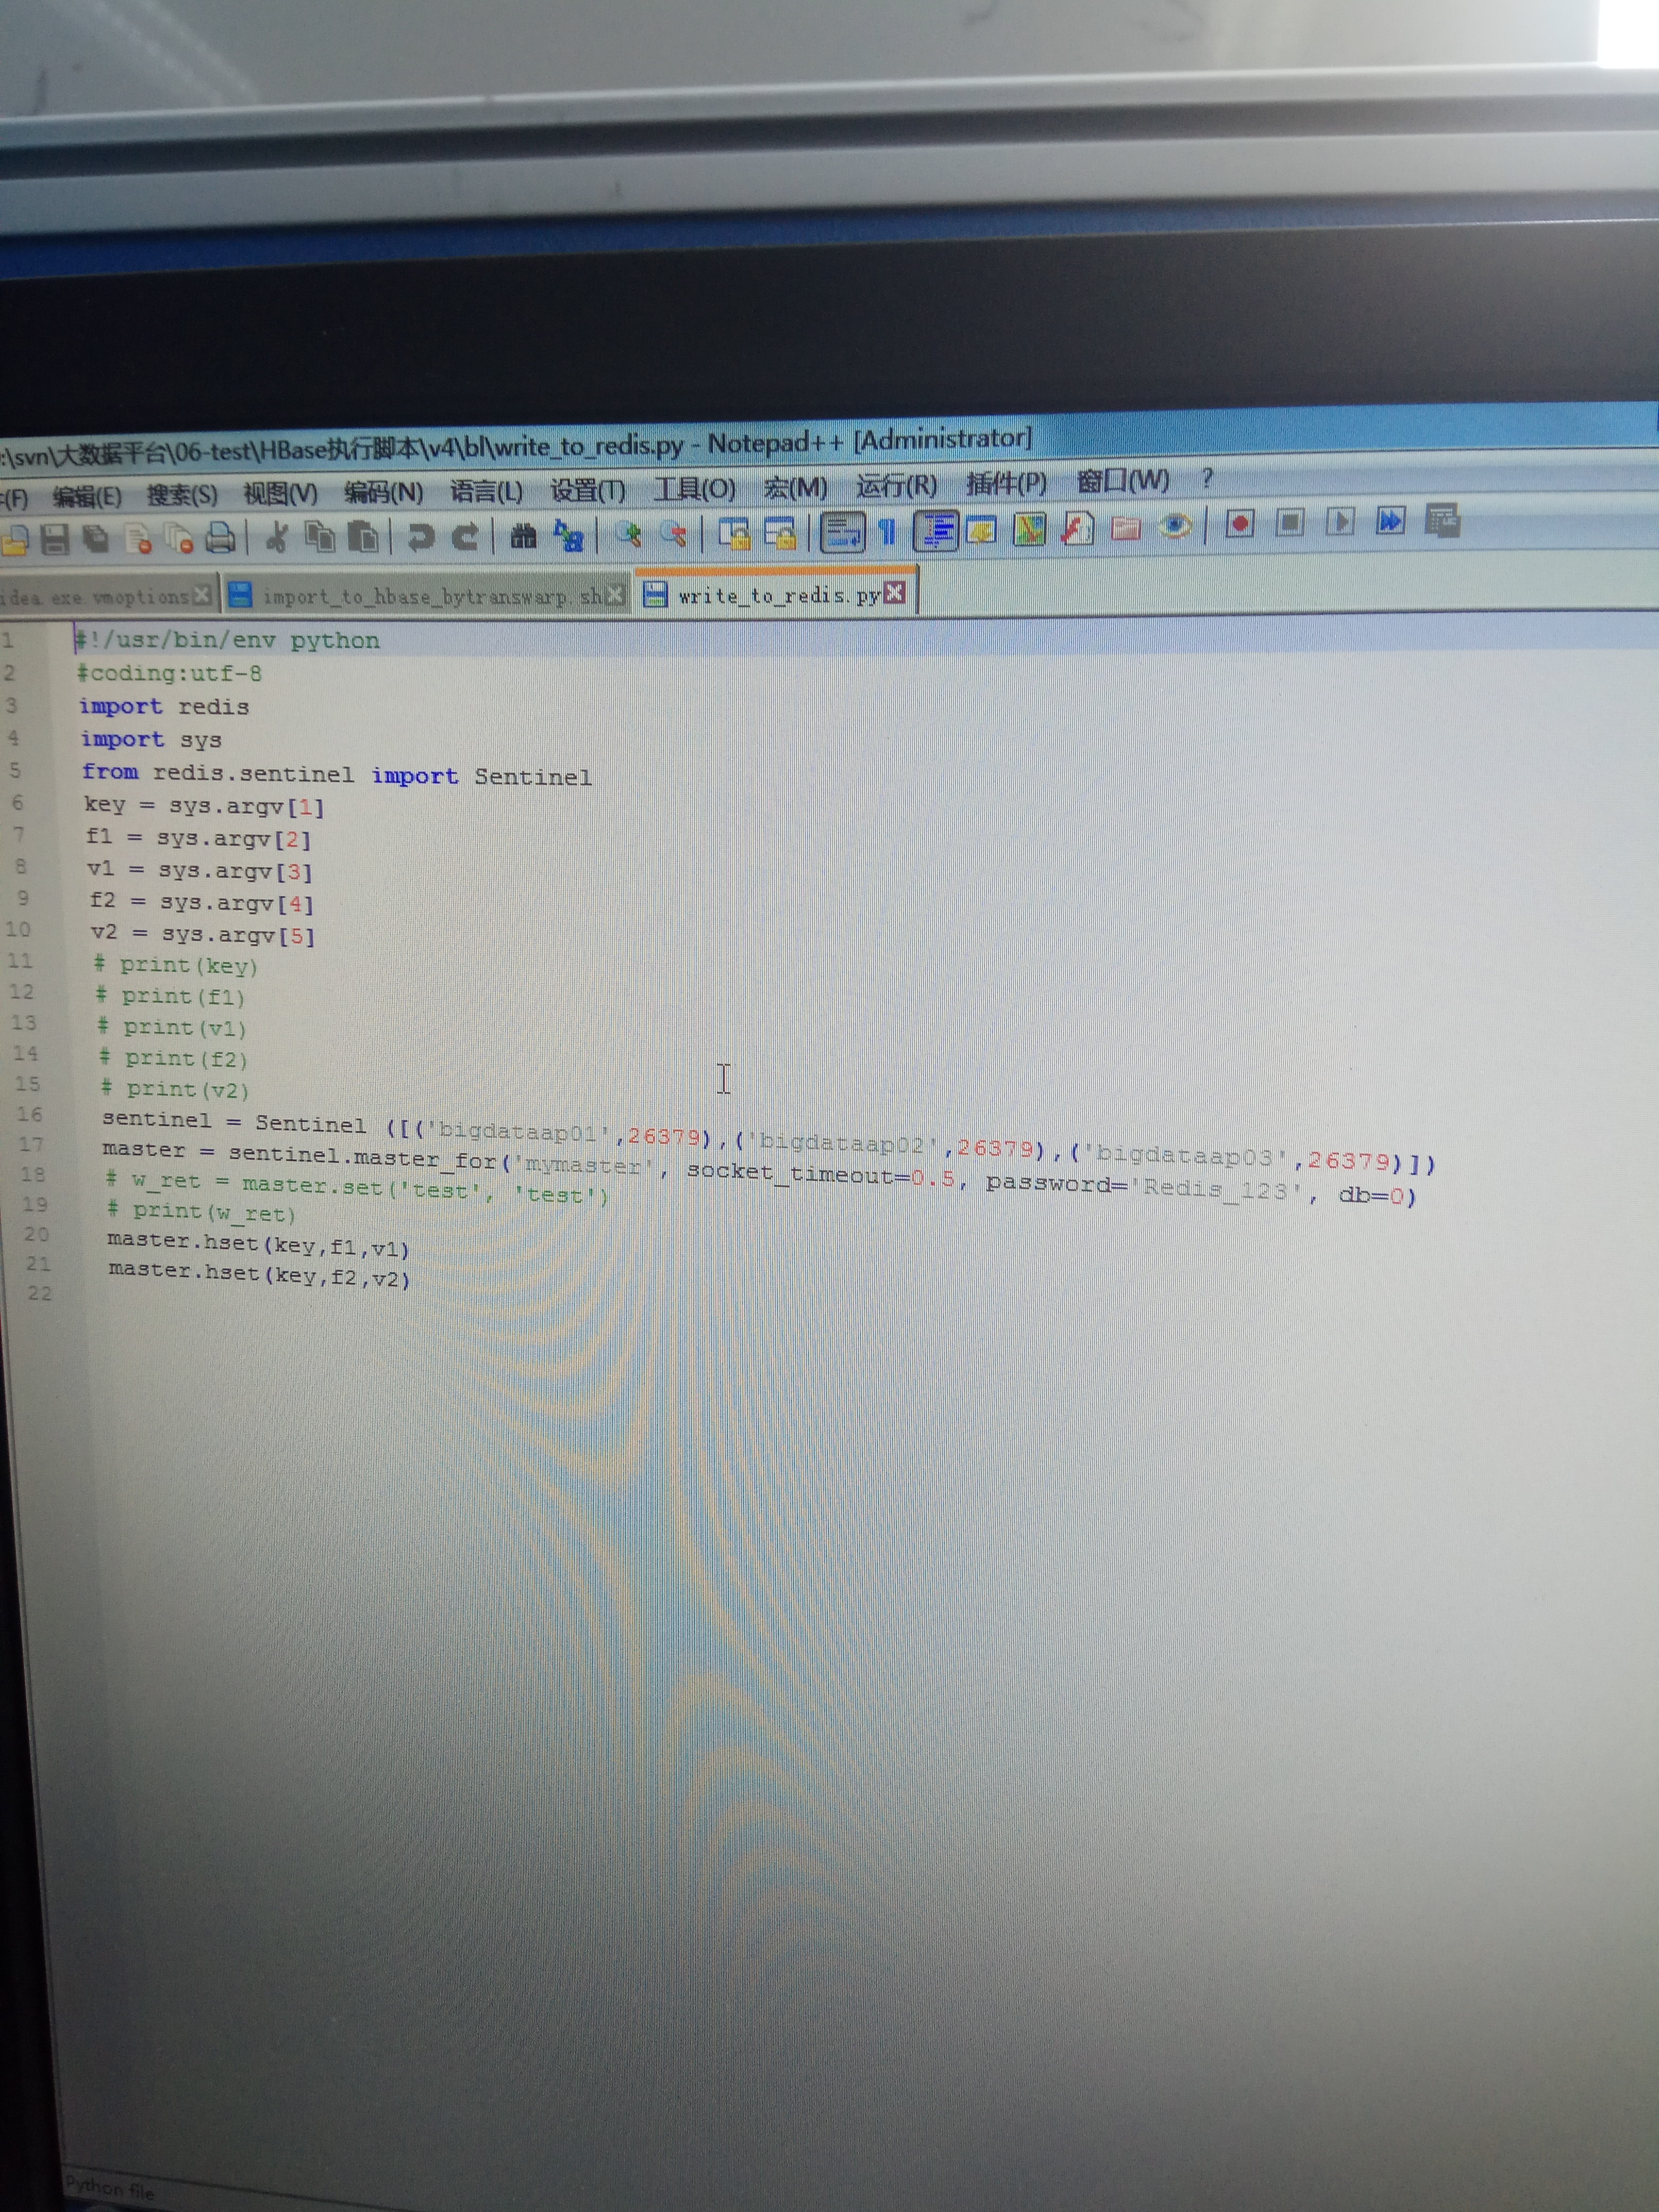 :\svn\大数据平台\06-test\HBase执行脚本\v4\bl\write_to_redis.py - Notepad++ [Administrator]
(F) 编辑(E) 搜索(S) 视图(V) 编码(N) 语言(L) 设置(T) 工具(O) 宏(M) 运行(R) 插件(P) 窗口(W) ?
idea.exe.vmoptions import_to_hbase_bytranswarp.sh write_to_redis.py
1 #!/usr/bin/env python
2 #coding:utf-8
3 import redis
4 import sys
5 from redis.sentinel import Sentinel
6 key = sys.argv[1]
7 f1 = sys.argv[2]
8 v1 = sys.argv[3]
9 f2 = sys.argv[4]
10 v2 = sys.argv[5]
11 # print(key)
12 # print(f1)
13 # print(v1)
14 # print(f2)
15 # print(v2)
16 sentinel = Sentinel ([('bigdataap01',26379),('bigdataap02',26379),('bigdataap03',26379)])
17 master = sentinel.master_for('mymaster', socket_timeout=0.5, password='Redis_123', db=0)
18 # w_ret = master.set('test', 'test')
19 # print(w_ret)
20 master.hset(key,f1,v1)
21 master.hset(key,f2,v2)
22
Python file